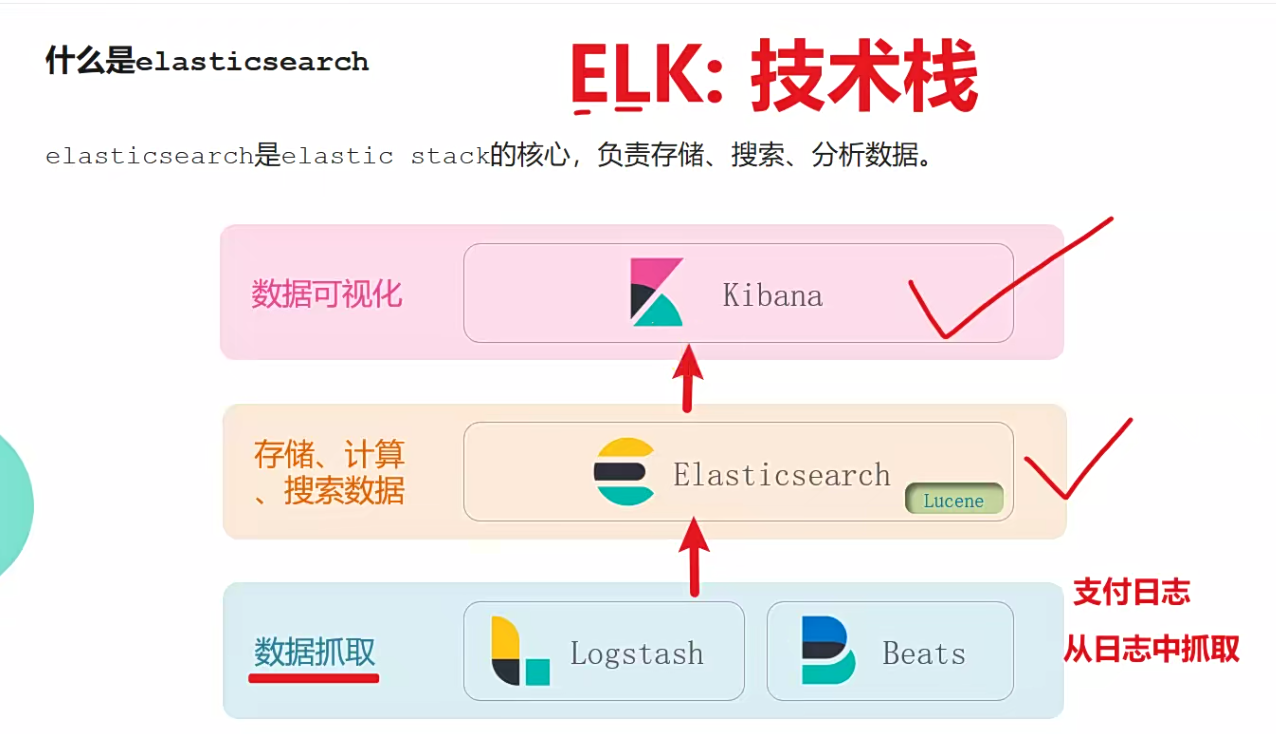 什么是elasticsearch
ELK: 技术栈
elasticsearch是elastic stack的核心，负责存储、搜索、分析数据。
数据可视化
Kibana
存储、计算
、搜索数据
Elasticsearch
Lucene
数据抓取
Logstash
Beats
支付日志
从日志中抓取